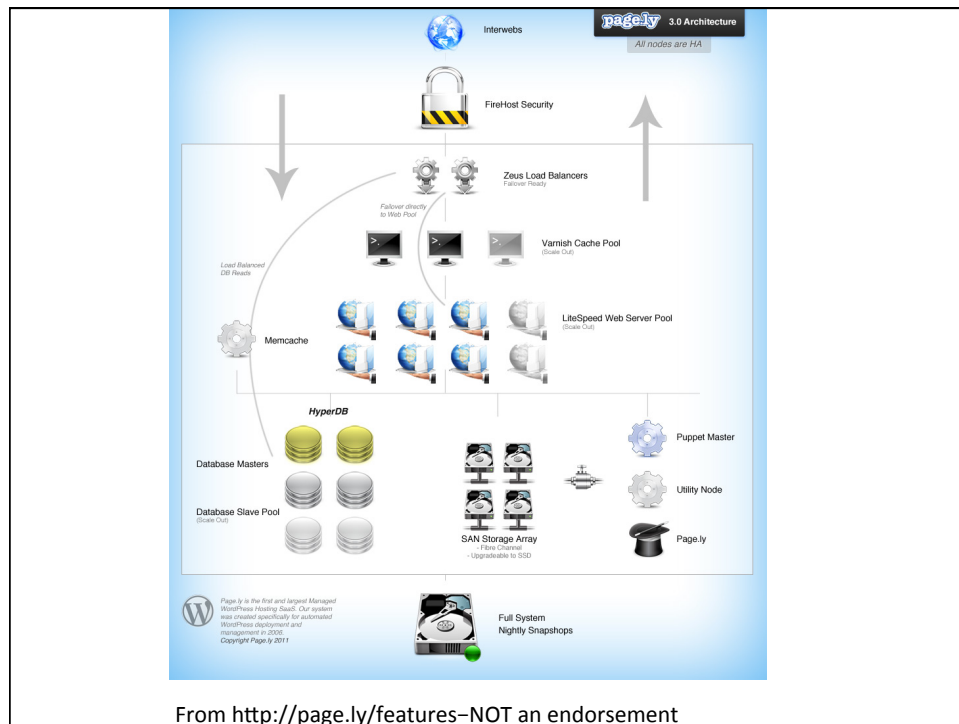 page.ly 3.0 Architecture
All nodes are HA
Interwebs
FireHost Security
Zeus Load Balancers
Failover Ready
Failover directly
to Web Pool
>.
>.
>.
Varnish Cache Pool
(Scale Out)
Load Balanced
DB Reads
LiteSpeed Web Server Pool
(Scale Out)
Memcache
HyperDB
Database Masters
Database Slave Pool
(Scale Out)
SAN Storage Array
- Fibre Channel
- Upgradeable to SSD
Puppet Master
Utility Node
Page.ly
Page.ly is the first and largest Managed
WordPress Hosting SaaS. Our system
was created specifically for automated
WordPress deployment and
management in 2006.
Copyright Page.ly 2011
Full System
Nightly Snapshops
From http://page.ly/features–NOT an endorsement